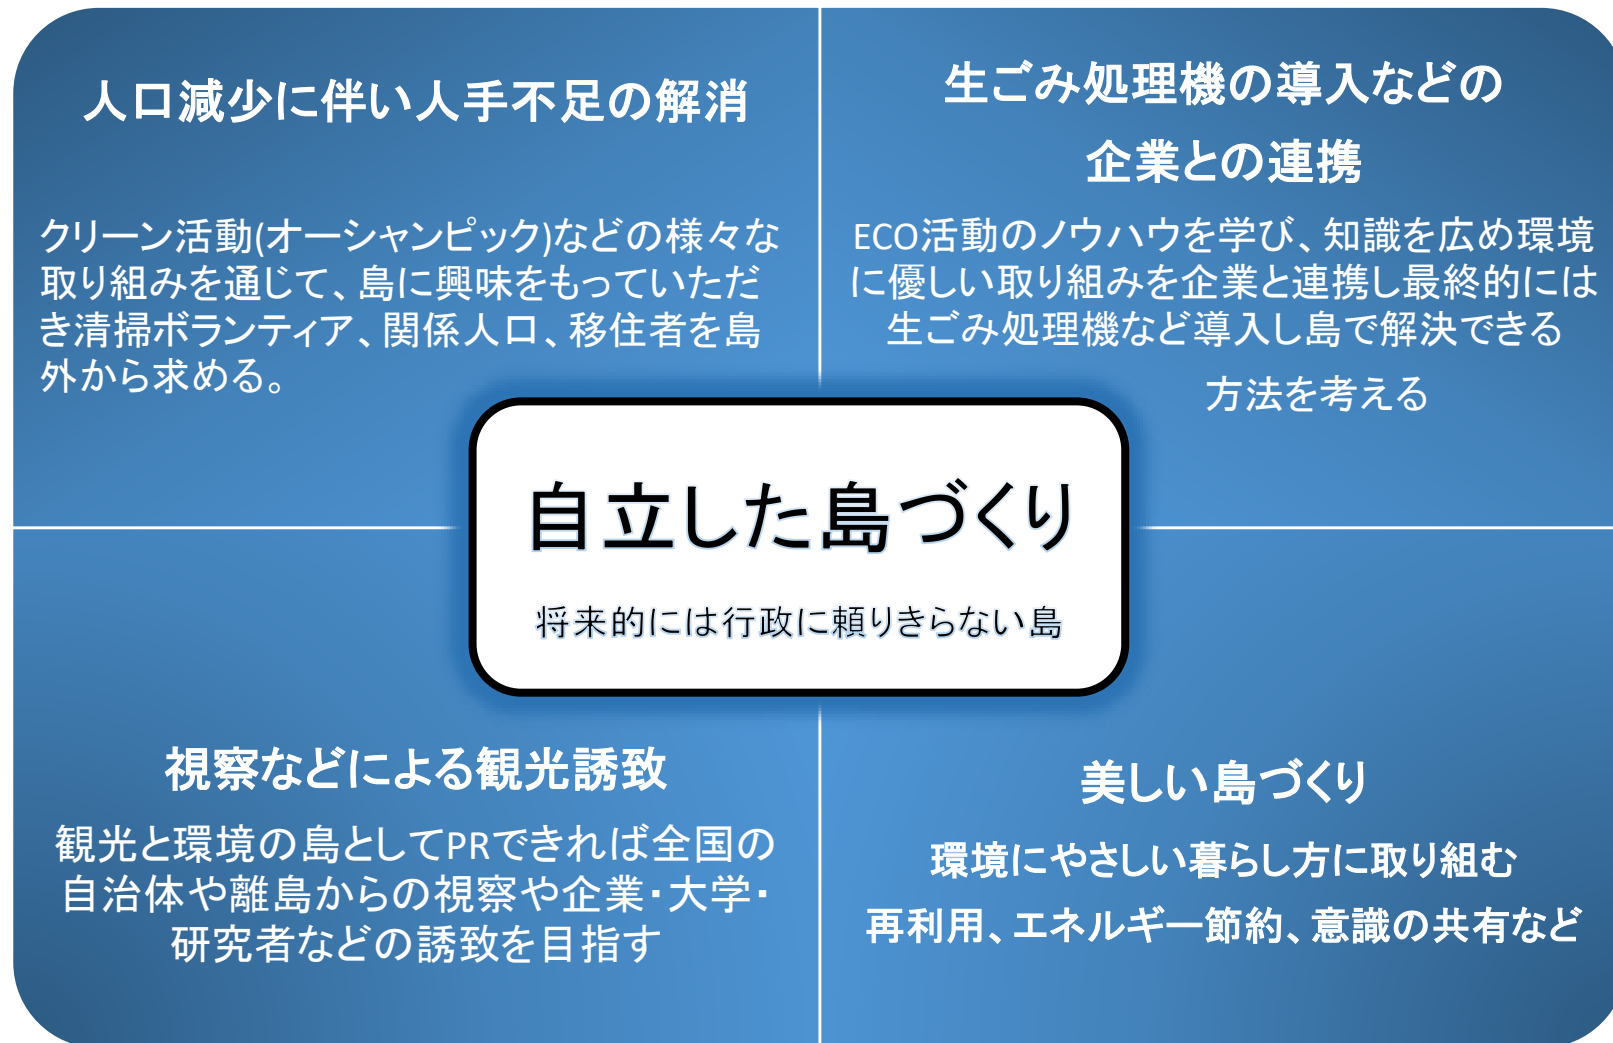 人口減少に伴い人手不足の解消
クリーン活動(オーシャンピック)などの様々な
取り組みを通じて、島に興味をもっていただ
き清掃ボランティア、関係人口、移住者を島
外から求める。
生ごみ処理機の導入などの
企業との連携
ECO活動のノウハウを学び、知識を広め環境
に優しい取り組みを企業と連携し最終的には
生ごみ処理機など導入し島で解決できる
方法を考える
自立した島づくり
将来的には行政に頼りきらない島
視察などによる観光誘致
観光と環境の島としてPRできれば全国の
自治体や離島からの視察や企業・大学・
研究者などの誘致を目指す
美しい島づくり
環境にやさしい暮らし方に取り組む
再利用、エネルギー節約、意識の共有など